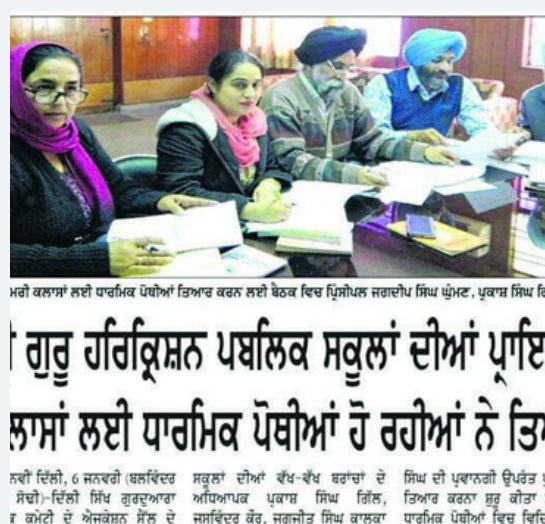 ਮਰੀ ਕਲਾਸਾਂ ਲਈ ਧਾਰਮਿਕ ਪੋਥੀਆਂ ਤਿਆਰ ਕਰਨ ਲਈ ਬੈਠਕ ਵਿਚ ਪ੍ਰਿੰਸੀਪਲ ਜਗਦੀਪ ਸਿੰਘ ਘੁੰਮਣ, ਪ੍ਰਕਾਸ਼ ਸਿੰਘ
ਗੁਰੂ ਹਰਿਕ੍ਰਿਸ਼ਨ ਪਬਲਿਕ ਸਕੂਲਾਂ ਦੀਆਂ ਪ੍ਰਾਇ
ਲਾਸਾਂ ਲਈ ਧਾਰਮਿਕ ਪੋਥੀਆਂ ਹੋ ਰਹੀਆਂ ਨੇ ਤਿ
ਨਵੀਂ ਦਿੱਲੀ, 6 ਜਨਵਰੀ (ਬਲਵਿੰਦਰ
ਸੋਢੀ)-ਦਿੱਲੀ ਸਿੱਖ ਗੁਰਦੁਆਰਾ
ਕਮੇਟੀ ਦੇ ਐਜੂਕੇਸ਼ਨ ਸੈੱਲ ਦੇ
ਸਕੂਲਾਂ ਦੀਆਂ ਵੱਖ-ਵੱਖ ਬਰਾਂਚਾਂ ਦੇ
ਅਧਿਆਪਕ ਪ੍ਰਕਾਸ਼ ਸਿੰਘ ਗਿੱਲ,
ਜਸਵਿੰਦਰ ਕੌਰ, ਜਗਜੀਤ ਸਿੰਘ ਕਾਲਕਾ
ਸਿੰਘ ਦੀ ਪ੍ਰਵਾਨਗੀ ਉਪਰੰਤ
ਤਿਆਰ ਕਰਨਾ ਸ਼ੁਰੂ ਕੀਤਾ
ਧਾਰਮਿਕ ਪੋਥੀਆਂ ਵਿਚ ਵਿਦਿ